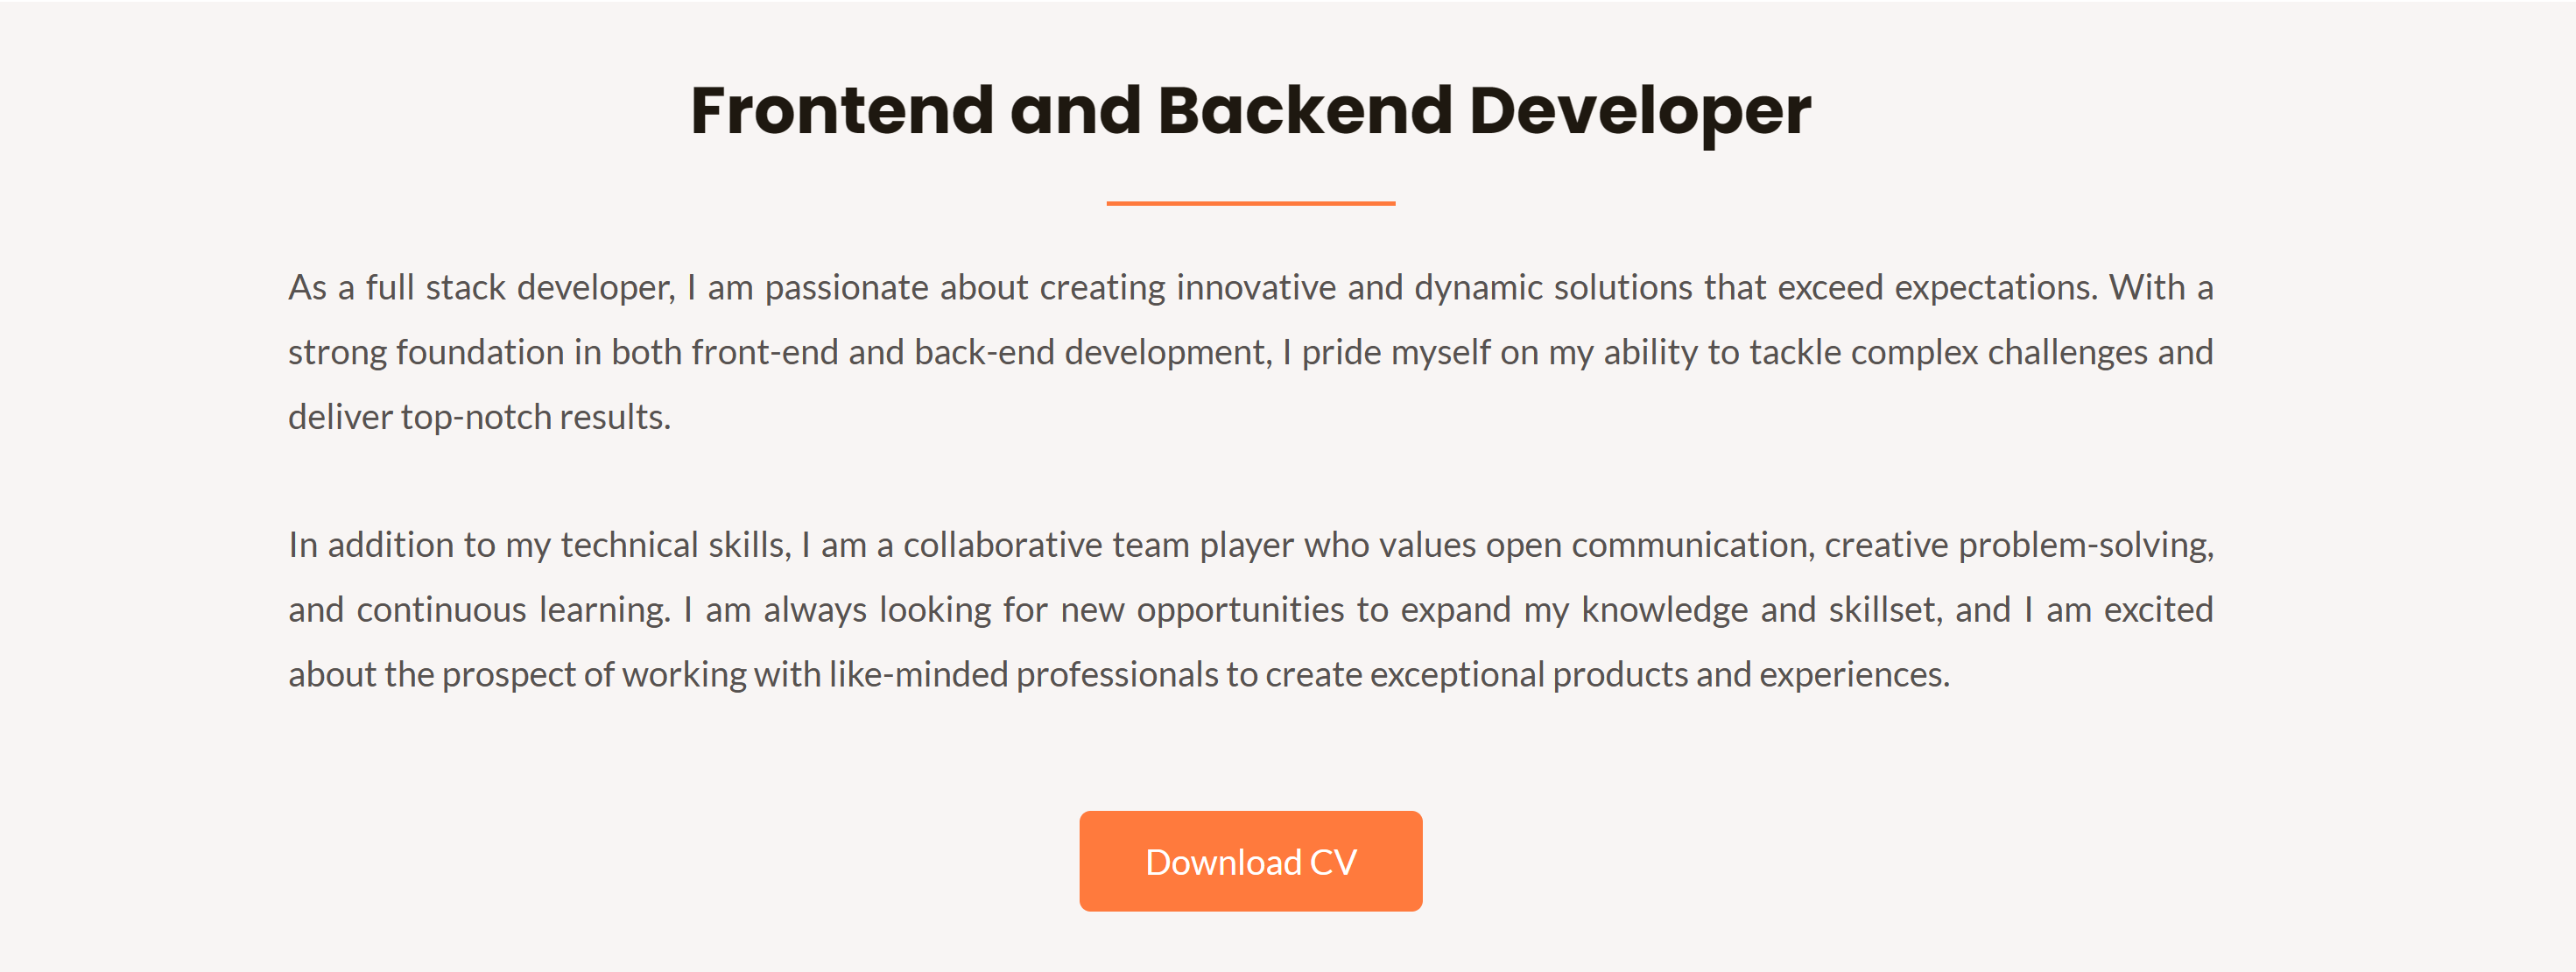 Frontend and Backend Developer
As a full stack developer, I am passionate about creating innovative and dynamic solutions that exceed expectations. With a
strong foundation in both front-end and back-end development, I pride myself on my ability to tackle complex challenges and
deliver top-notch results.
In addition to my technical skills, I am a collaborative team player who values open communication, creative problem-solving,
and continuous learning. I am always looking for new opportunities to expand my knowledge and skillset, and I am excited
about the prospect of working with like-minded professionals to create exceptional products and experiences.
Download CV